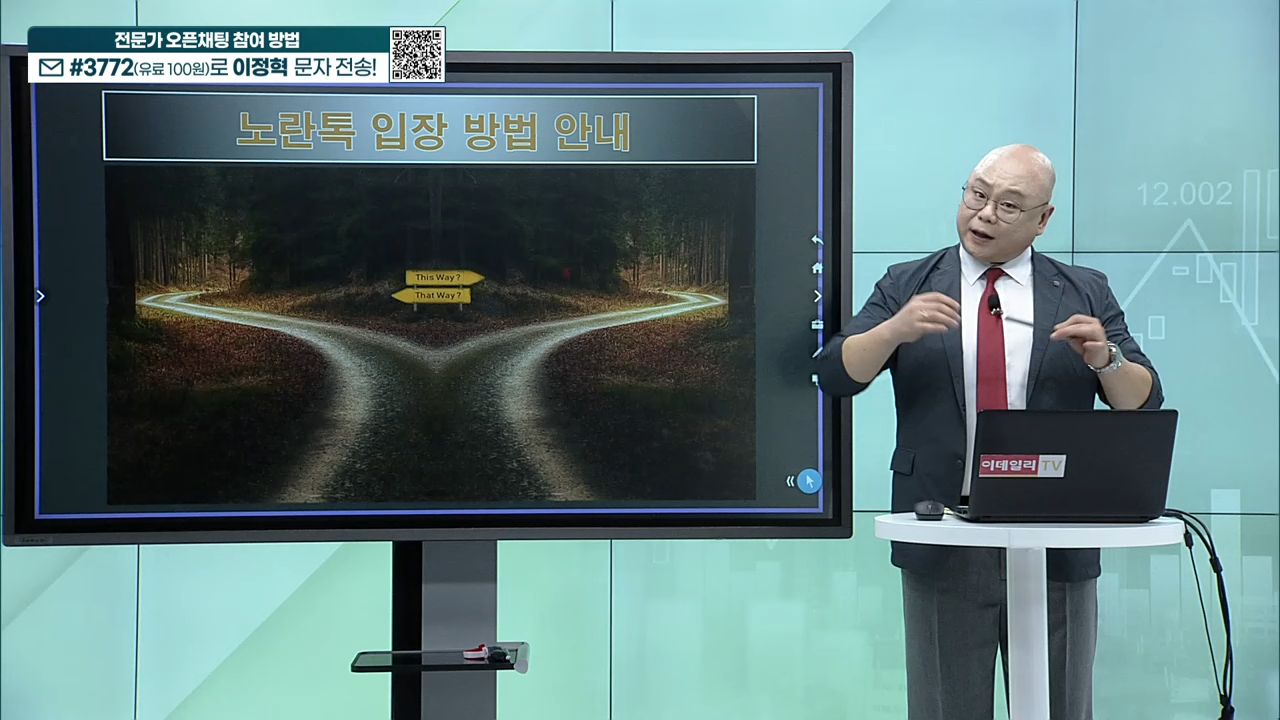 전문가 오픈채팅 참여 방법
#3772(유료 100원)로 이정혁 문자 전송!
노란톡 입장 방법 안내
This Way ?
That Way ?
12.002
이데일리 TV